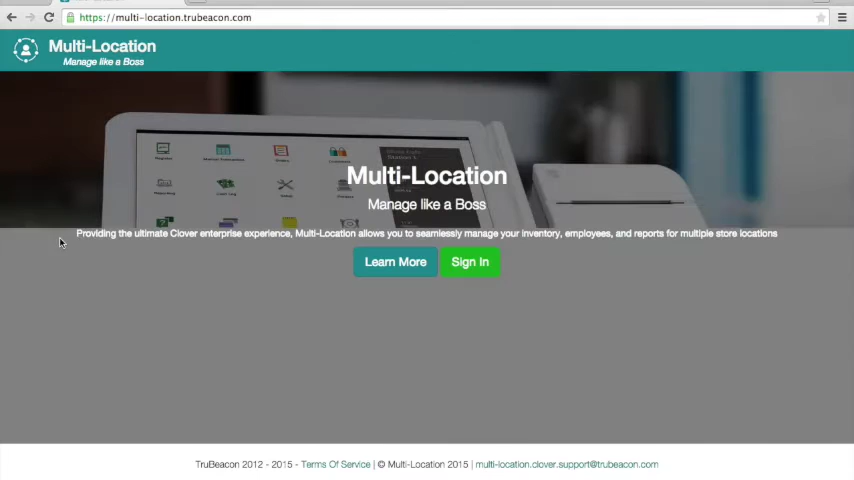 https://multi-location.trubeacon.com
Multi-Location
Manage like a Boss
Multi-Location
Manage like a Boss
Providing the ultimate Clover enterprise experience, Multi-Location allows you to seamlessly manage your inventory, employees, and reports for multiple store locations
Learn More
Sign In
TruBeacon 2012 - 2015 - Terms Of Service | © Multi-Location 2015 | multi-location.clover.support@trubeacon.com